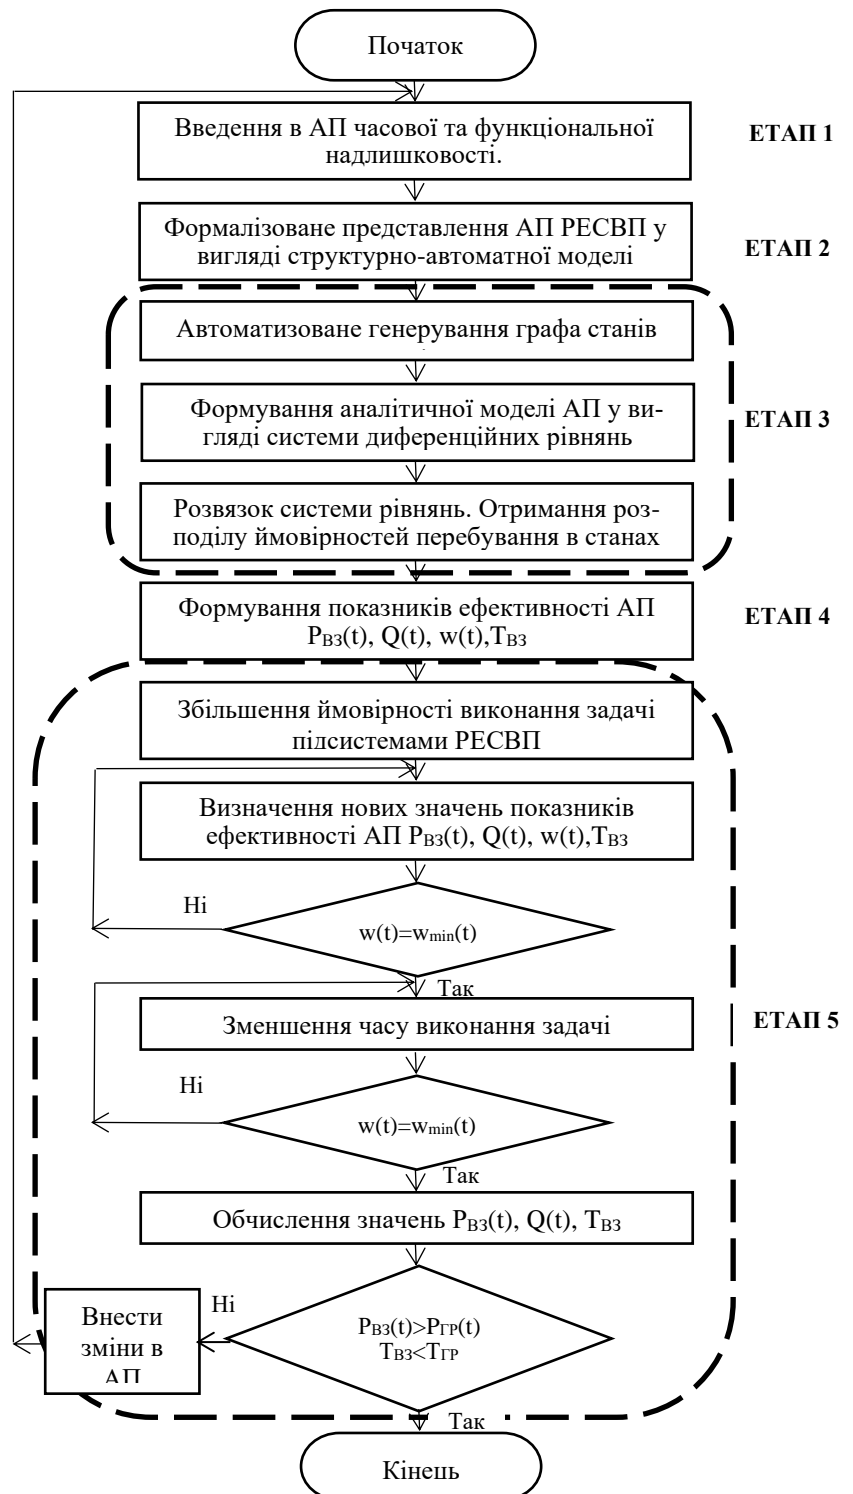 Початок
Введення в АП часової та функціональної
надлишковості.
ЕТАП 1
Формалізоване представлення АП РЕСВП у
вигляді структурно-автоматної моделі
ЕТАП 2
Автоматизоване генерування графа станів
Формування аналітичної моделі АП у ви-
гляді системи диференційних рівнянь
ЕТАП 3
Розвязок системи рівнянь. Отримання роз-
поділу ймовірностей перебування в станах
Формування показників ефективності АП
PВЗ(t), Q(t), w(t),TВЗ
ЕТАП 4
Збільшення ймовірності виконання задачі
підсистемами РЕСВП
Визначення нових значень показників
ефективності АП PВЗ(t), Q(t), w(t),TВЗ
Ні
w(t)=wmin(t)
Так
Зменшення часу виконання задачі
ЕТАП 5
Ні
w(t)=wmin(t)
Так
Обчислення значень PВЗ(t), Q(t), TВЗ
Внести
зміни в
АП
Ні
PВЗ(t)>PГР(t)
TВЗ<TГР
Так
Кінець